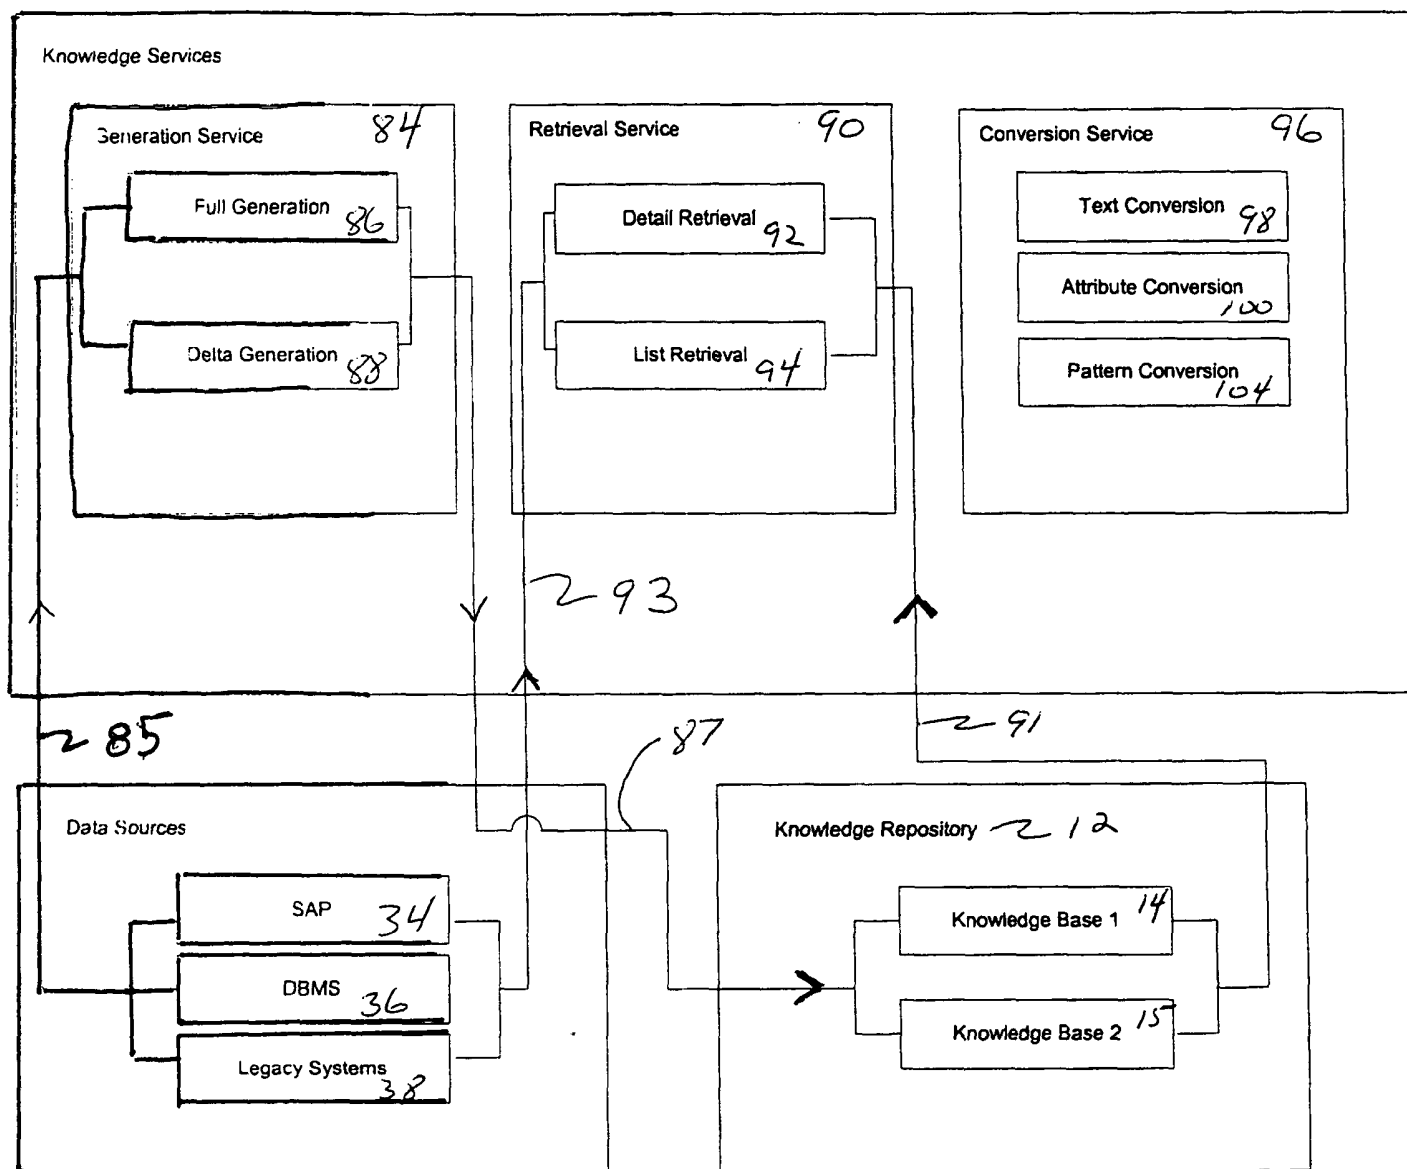 Knowledge Services
Generation Service 84
Full Generation 86
Delta Generation 88
Retrieval Service 90
Detail Retrieval 92
List Retrieval 94
Conversion Service 96
Text Conversion 98
Attribute Conversion 100
Pattern Conversion 104
93
85
87
91
Data Sources
SAP 34
DBMS 36
Legacy Systems 38
Knowledge Repository 12
Knowledge Base 1 14
Knowledge Base 2 15